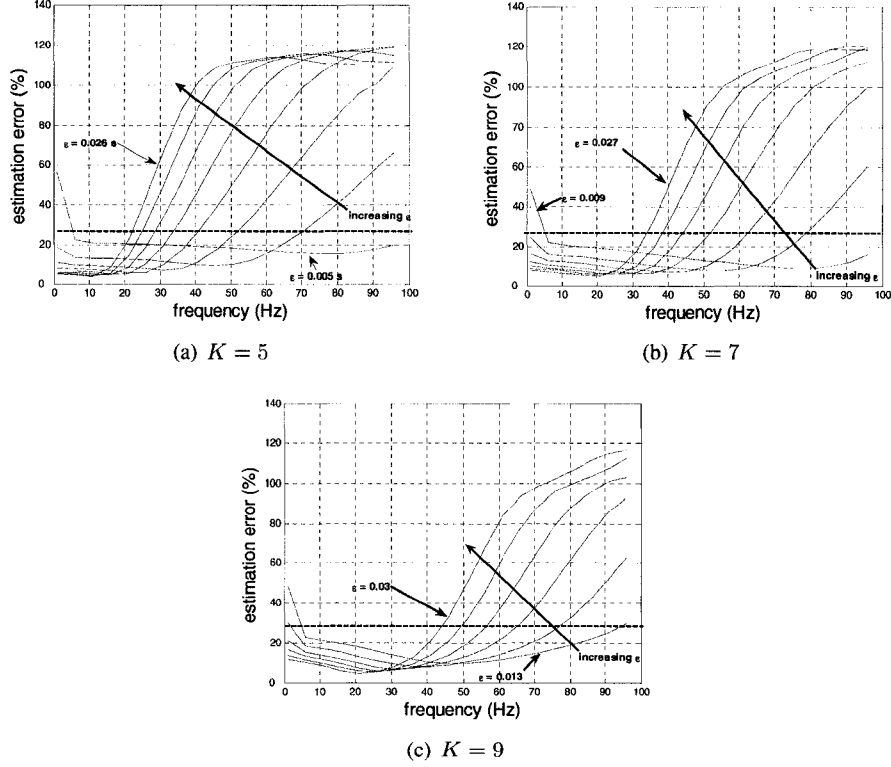 140
120
100
80
60
40
20
0
estimation error (%)
ε = 0.026 s
increasing ε
ε = 0.005 s
0 10 20 30 40 50 60 70 80 90 100
frequency (Hz)
(a) K = 5
140
120
100
80
60
40
20
0
estimation error (%)
ε = 0.027
ε = 0.009
increasing ε
0 10 20 30 40 50 60 70 80 90 100
frequency (Hz)
(b) K = 7
140
120
100
80
60
40
20
0
estimation error (%)
ε = 0.03
increasing ε
ε = 0.013
0 10 20 30 40 50 60 70 80 90 100
frequency (Hz)
(c) K = 9